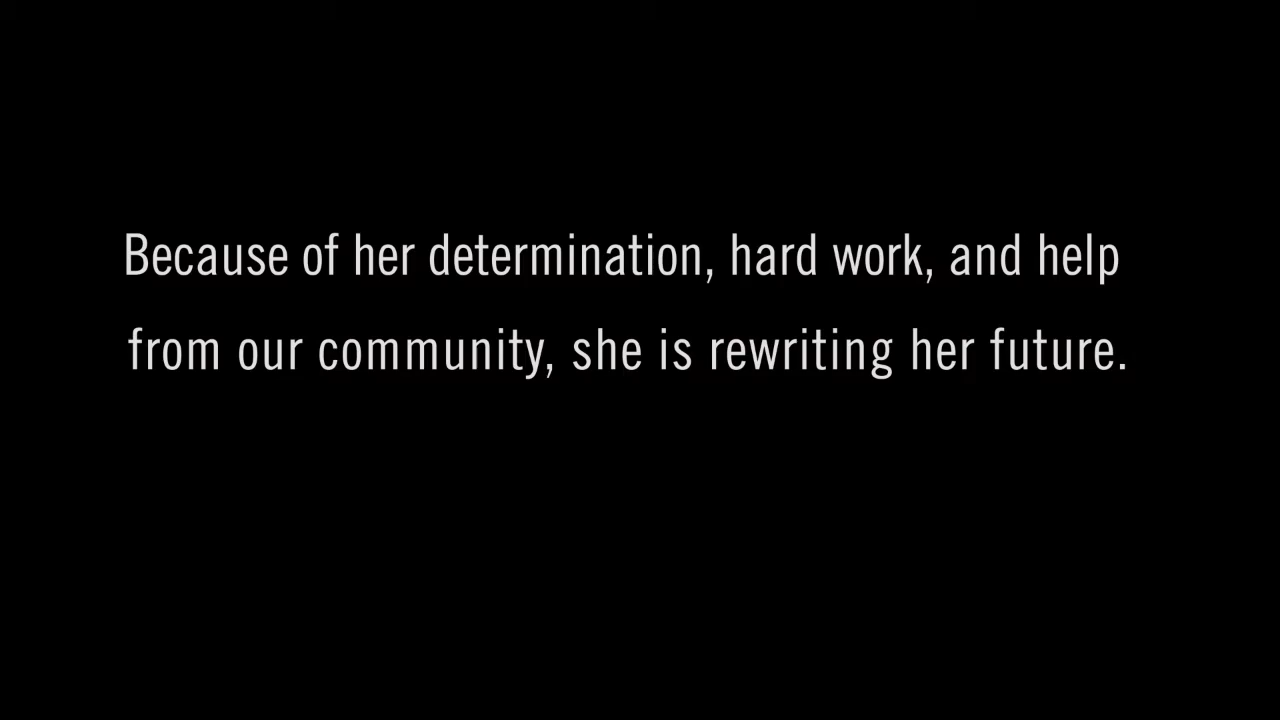 Because of her determination, hard work, and help
from our community, she is rewriting her future.